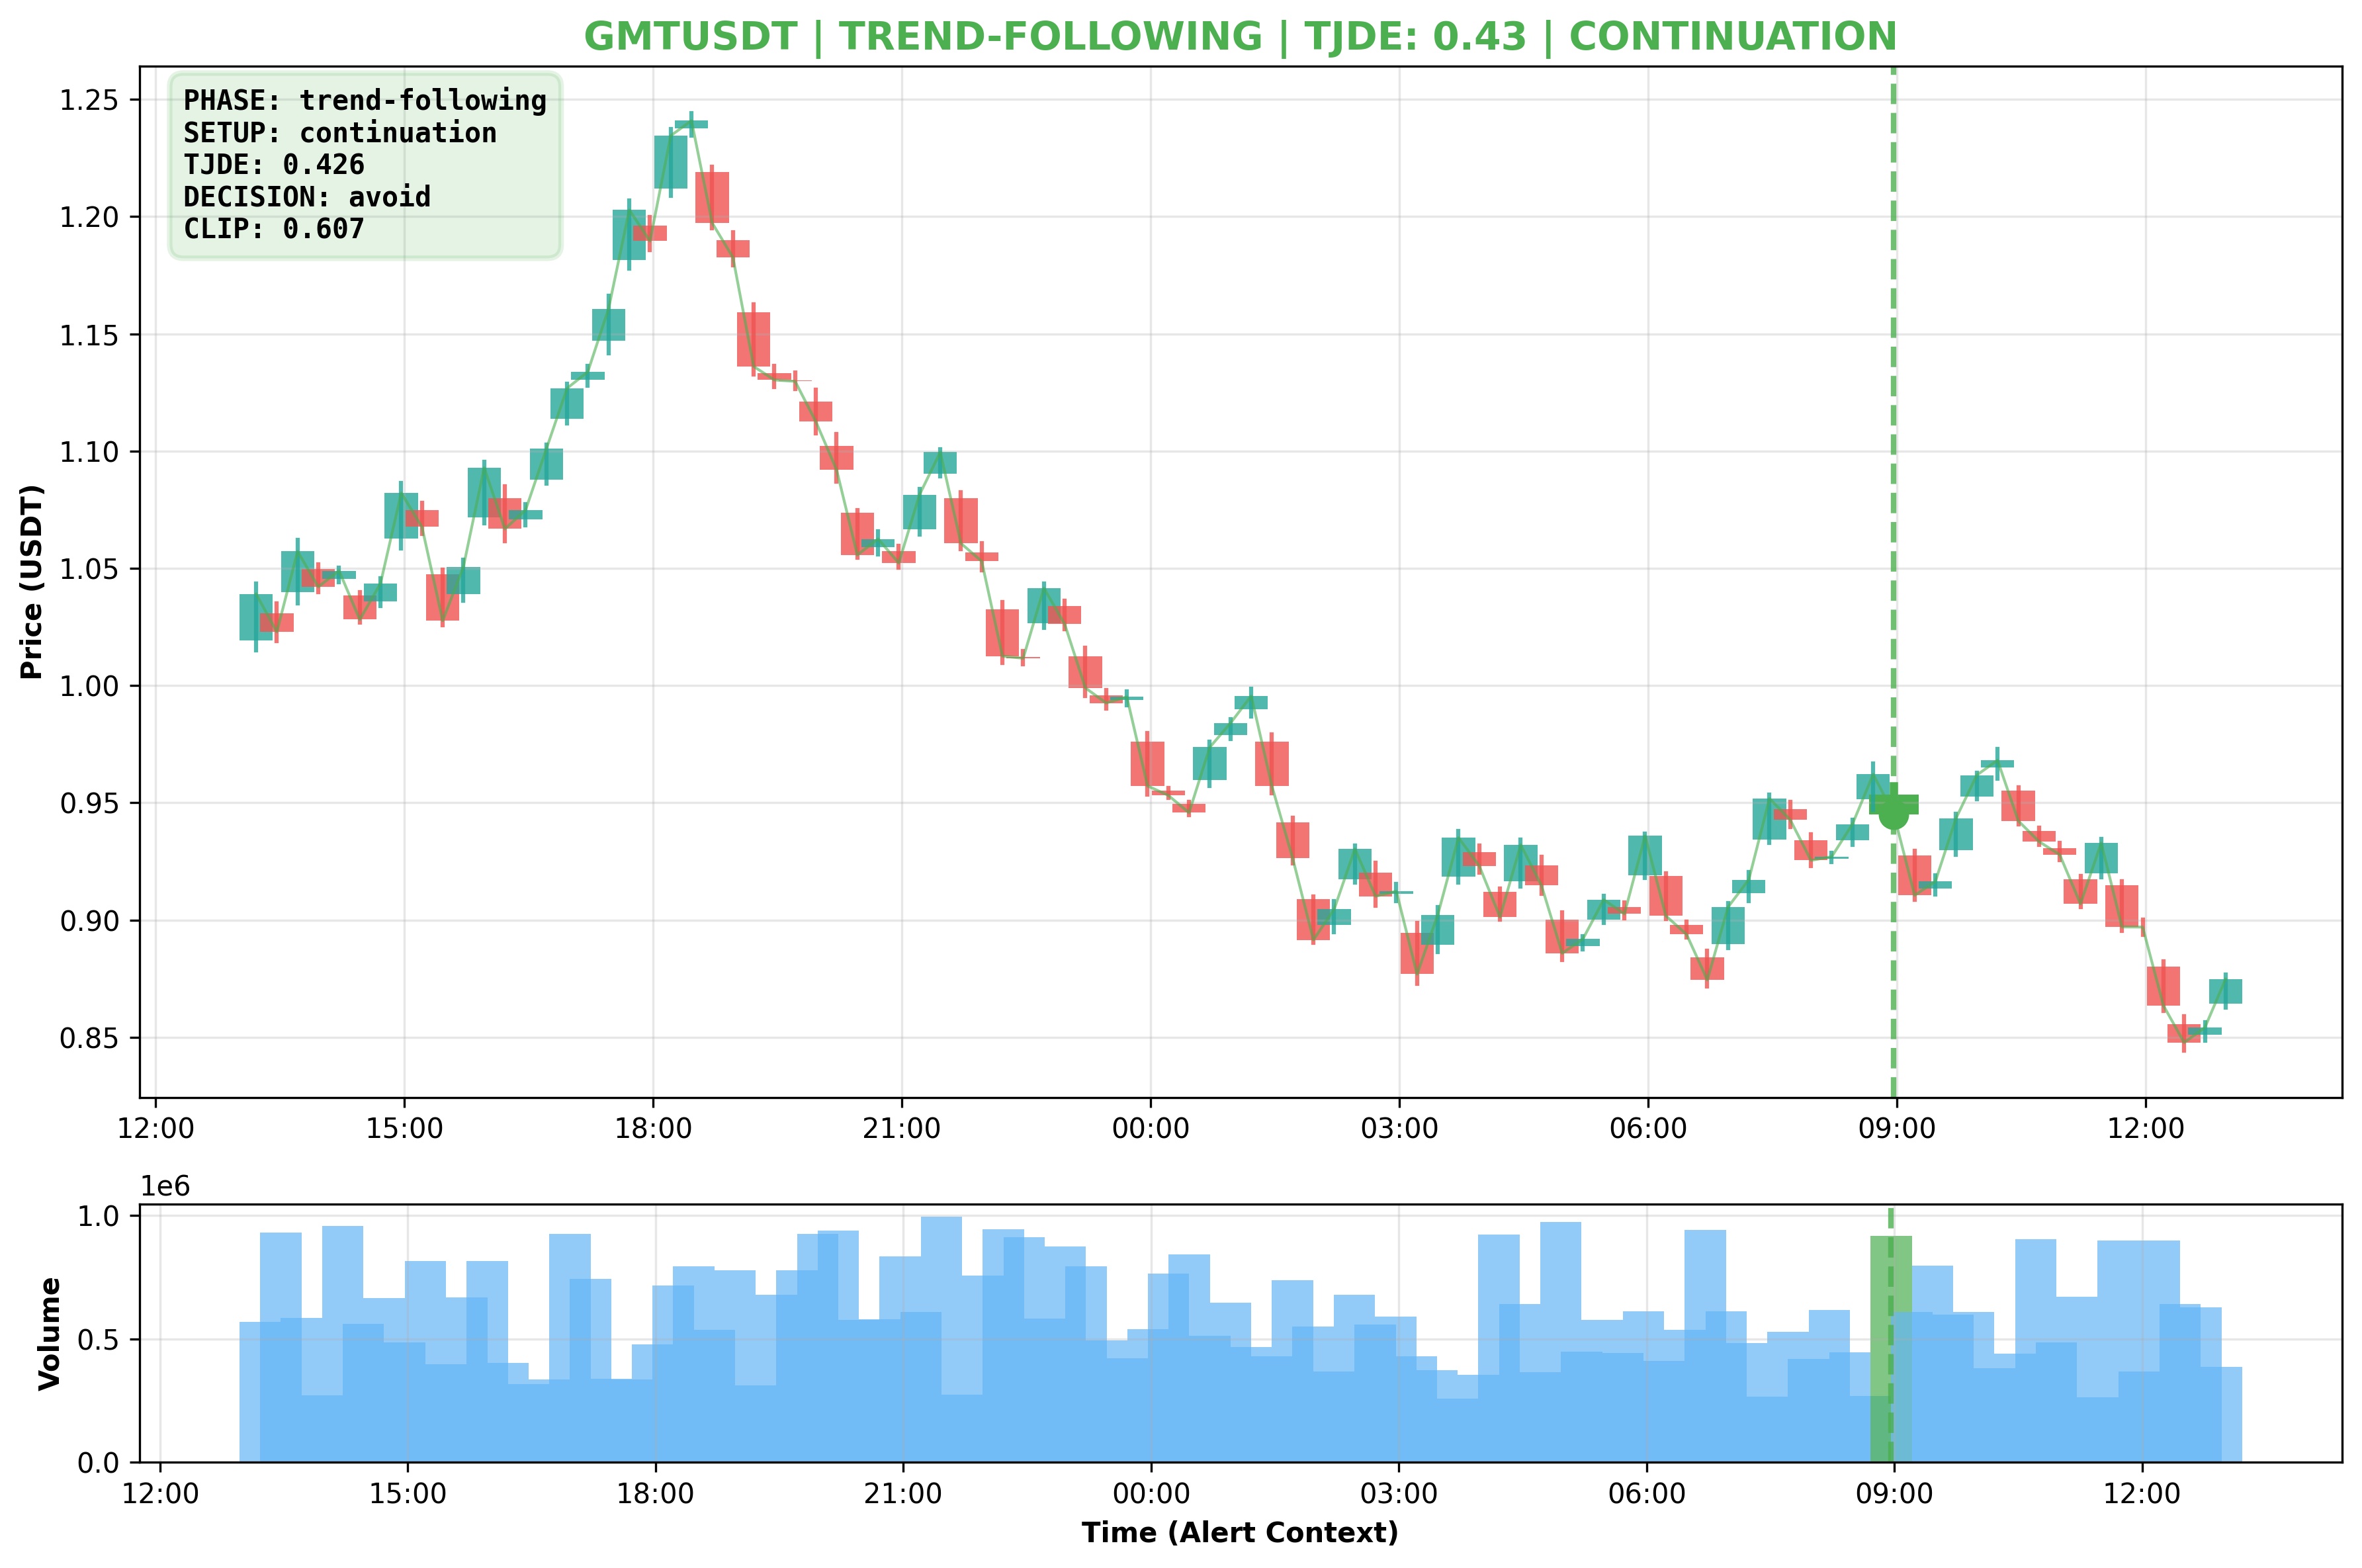 GMTUSDT | TREND-FOLLOWING | TJDE: 0.43 | CONTINUATION
PHASE: trend-following
SETUP: continuation
TJDE: 0.426
DECISION: avoid
CLIP: 0.607
1.25
1.20
1.15
1.10
1.05
1.00
0.95
0.90
0.85
Price (USDT)
12:00 15:00 18:00 21:00 00:00 03:00 06:00 09:00 12:00
1e6
1.0
0.5
0.0
Volume
12:00 15:00 18:00 21:00 00:00 03:00 06:00 09:00 12:00
Time (Alert Context)